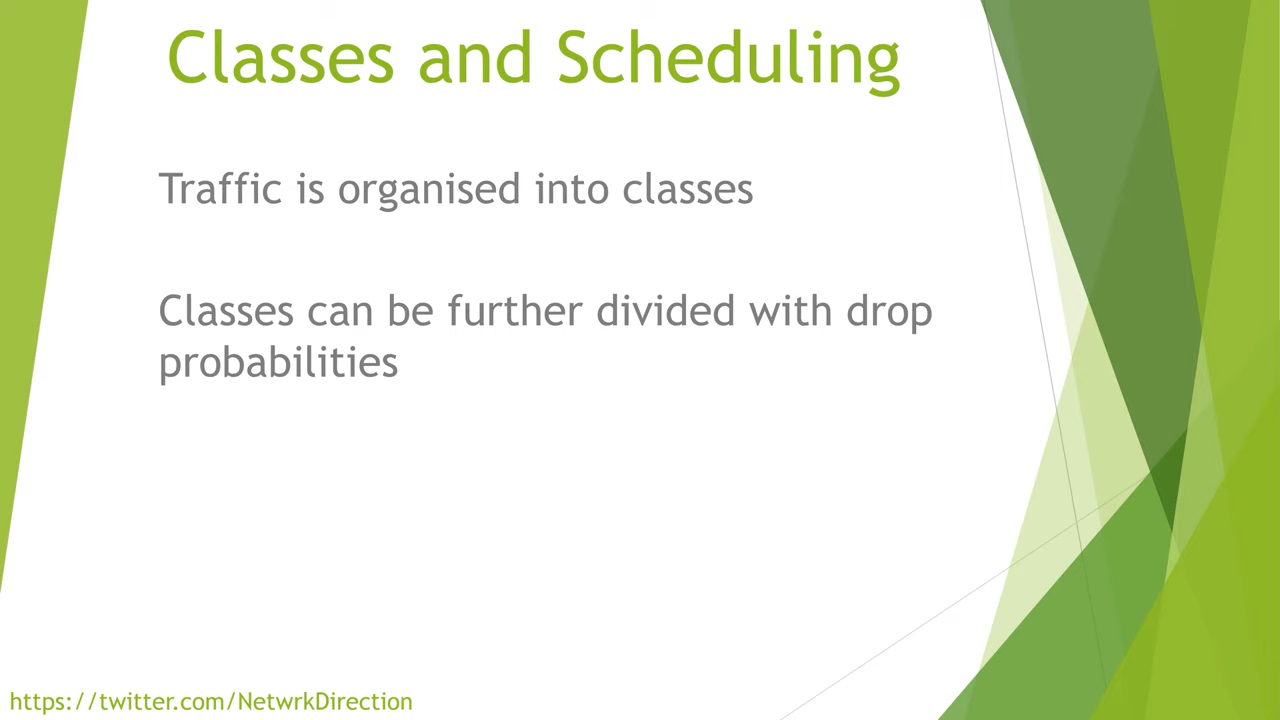 Classes and Scheduling
Traffic is organised into classes
Classes can be further divided with drop
probabilities
https://twitter.com/NetwrkDirection